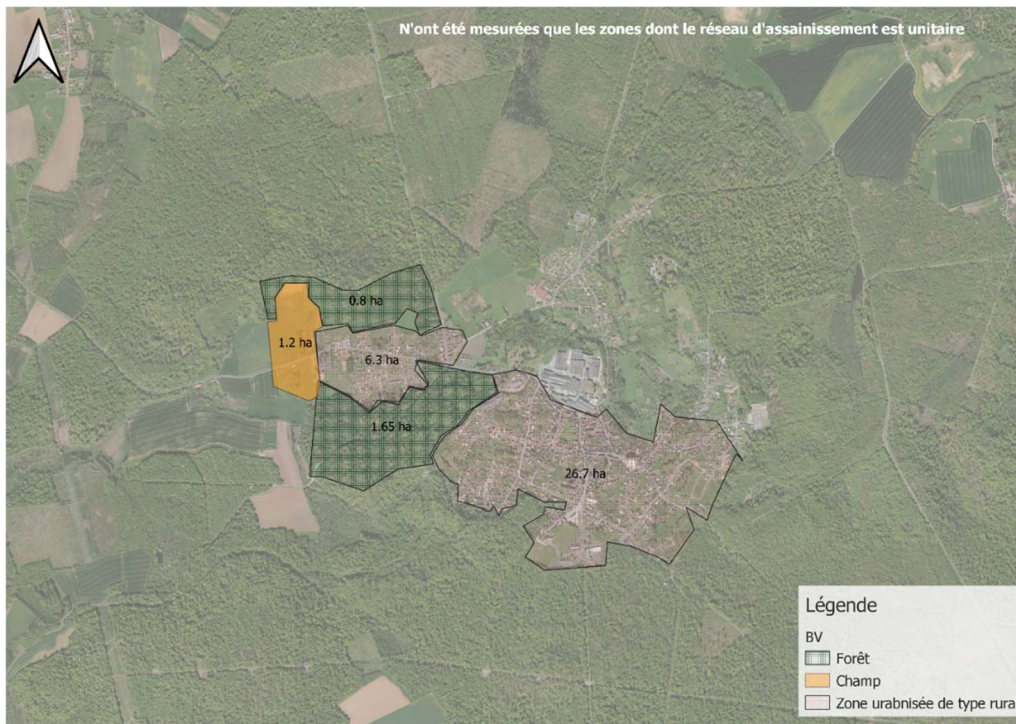 N'ont été mesurées que les zones dont le réseau d'assainissement est unitaire
0.8 ha
1.2 ha
6.3 ha
1.65 ha
26.7 ha
Légende
BV
Forêt
Champ
Zone urabnisée de type rura